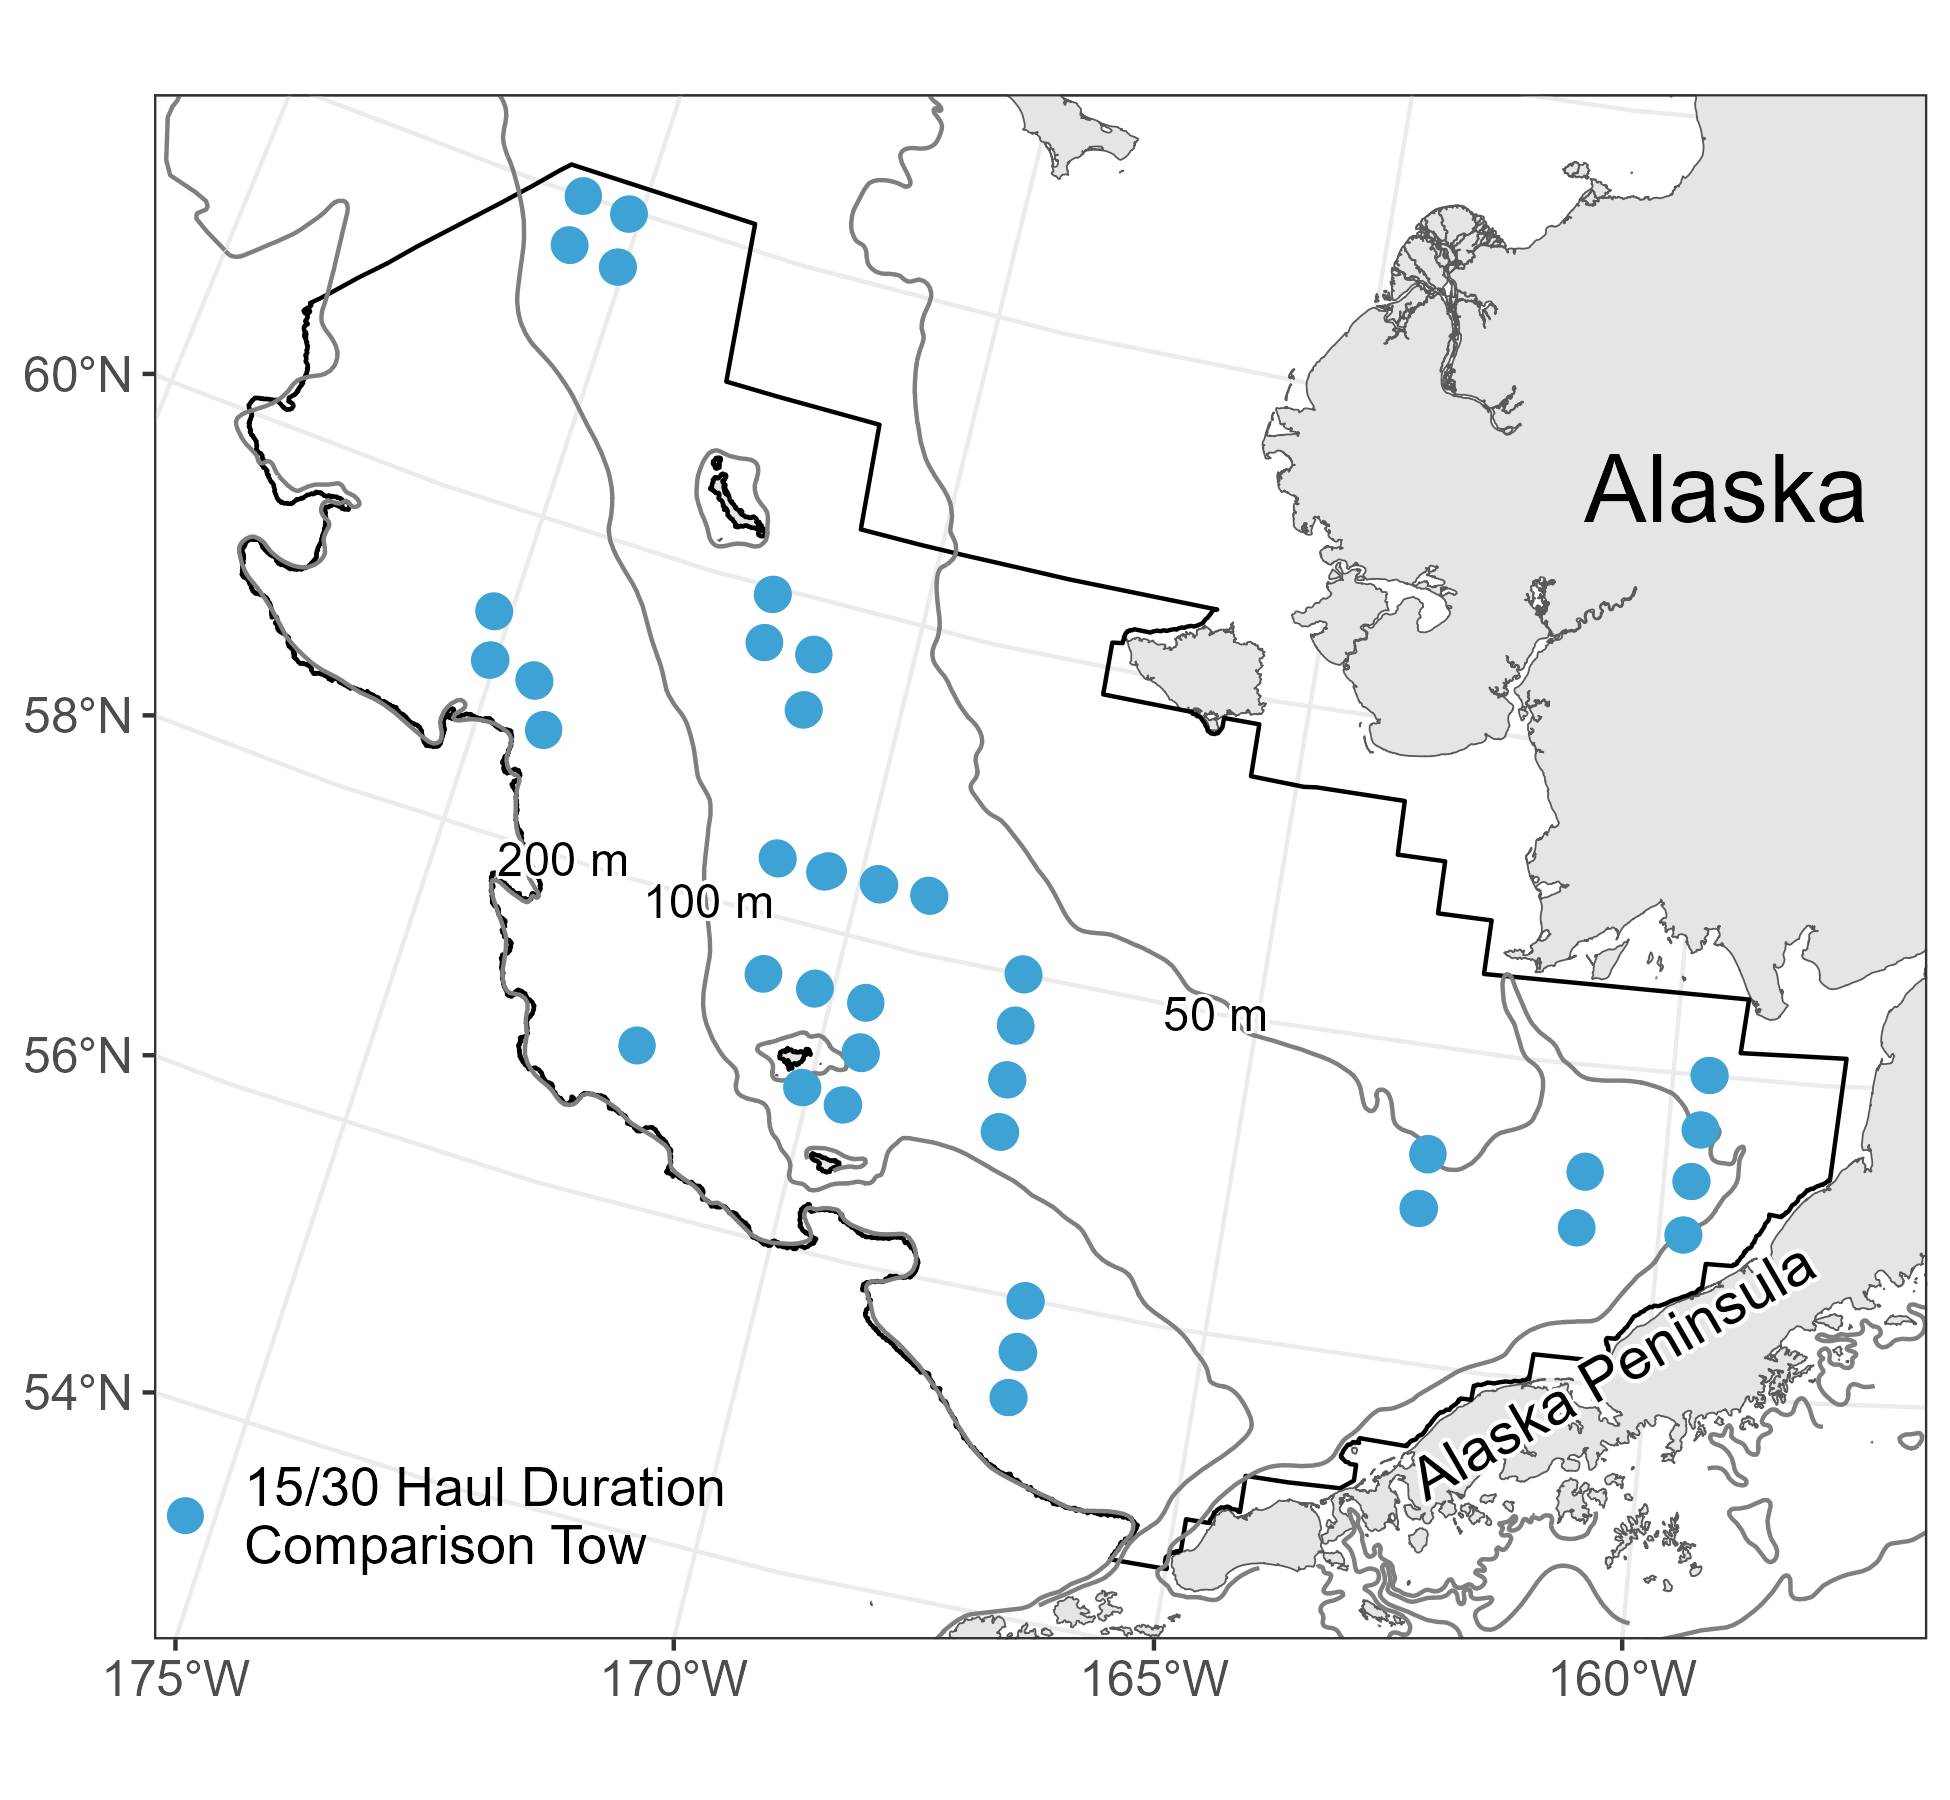 Alaska
60°N
58°N
56°N
54°N
200 m
100 m
50 m
Alaska Peninsula
15/30 Haul Duration
Comparison Tow
175°W
170°W
165°W
160°W